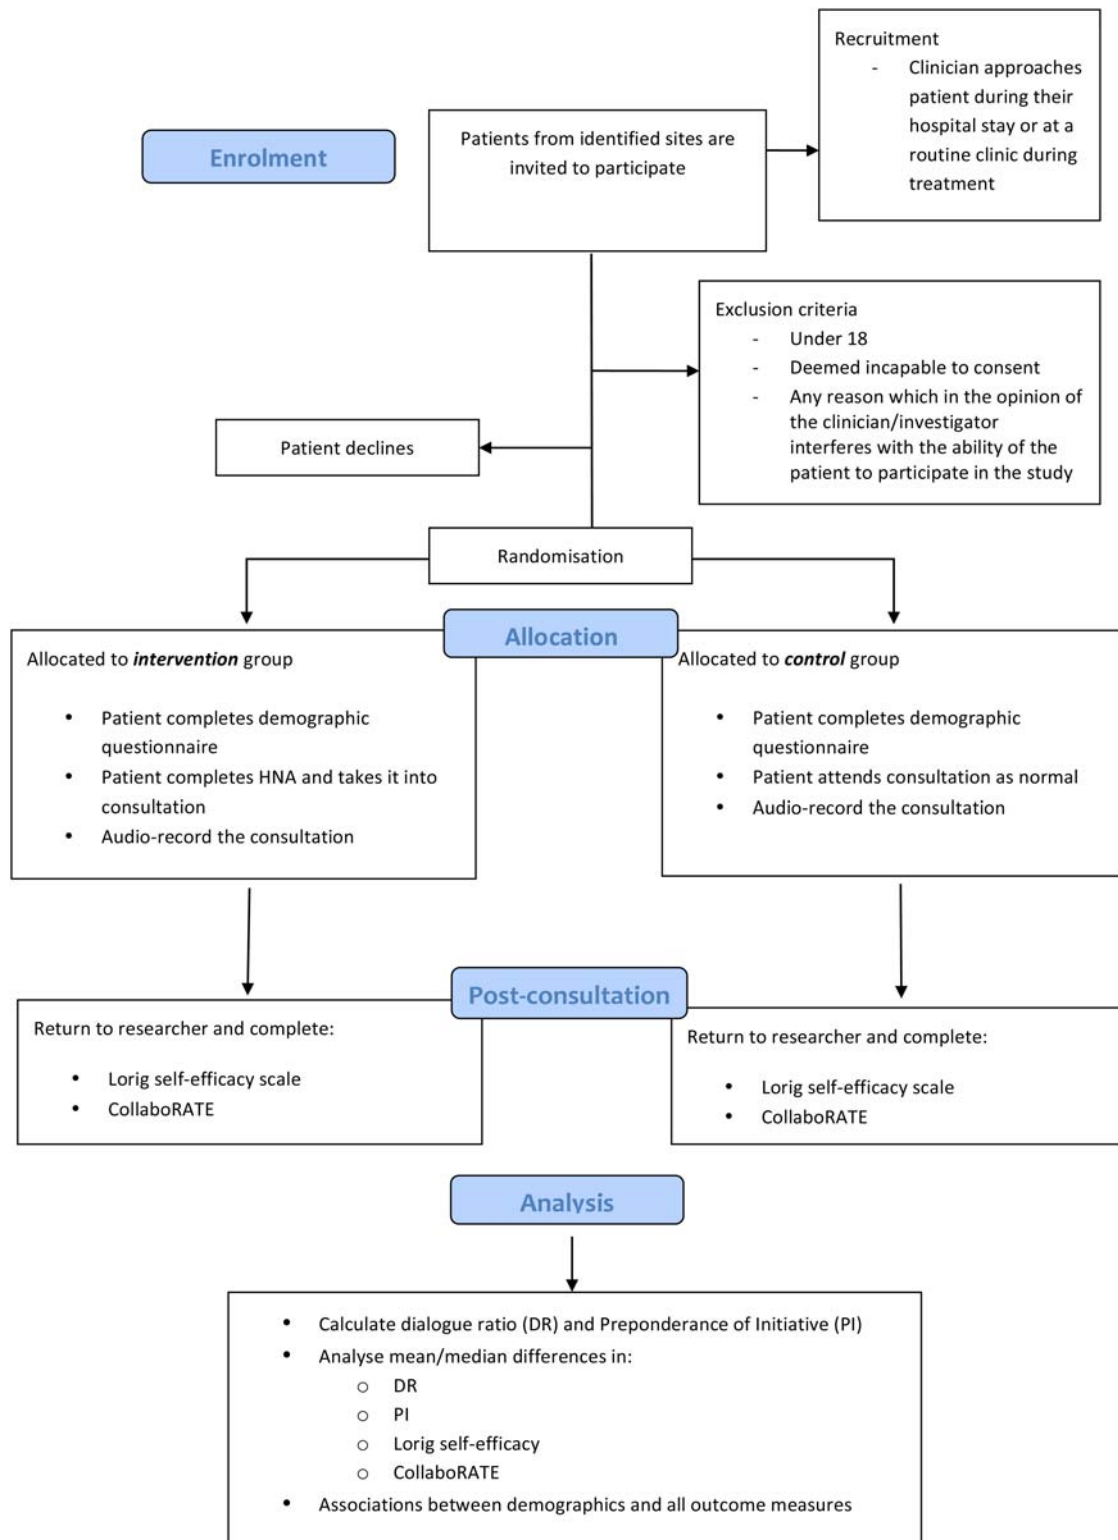 Recruitment
- Clinician approaches
patient during their
hospital stay or at a
routine clinic during
treatment
Enrolment
Patients from identified sites are
invited to participate
Exclusion criteria
- Under 18
- Deemed incapable to consent
- Any reason which in the opinion of
the clinician/investigator
interferes with the ability of the
patient to participate in the study
Patient declines
Randomisation
Allocation
Allocated to intervention group
• Patient completes demographic
questionnaire
• Patient completes HNA and takes it into
consultation
• Audio-record the consultation
Allocated to control group
• Patient completes demographic
questionnaire
• Patient attends consultation as normal
• Audio-record the consultation
Post-consultation
Return to researcher and complete:
• Lorig self-efficacy scale
• CollaboRATE
Return to researcher and complete:
• Lorig self-efficacy scale
• CollaboRATE
Analysis
• Calculate dialogue ratio (DR) and Preponderance of Initiative (PI)
• Analyse mean/median differences in:
o DR
o PI
o Lorig self-efficacy
o CollaboRATE
• Associations between demographics and all outcome measures